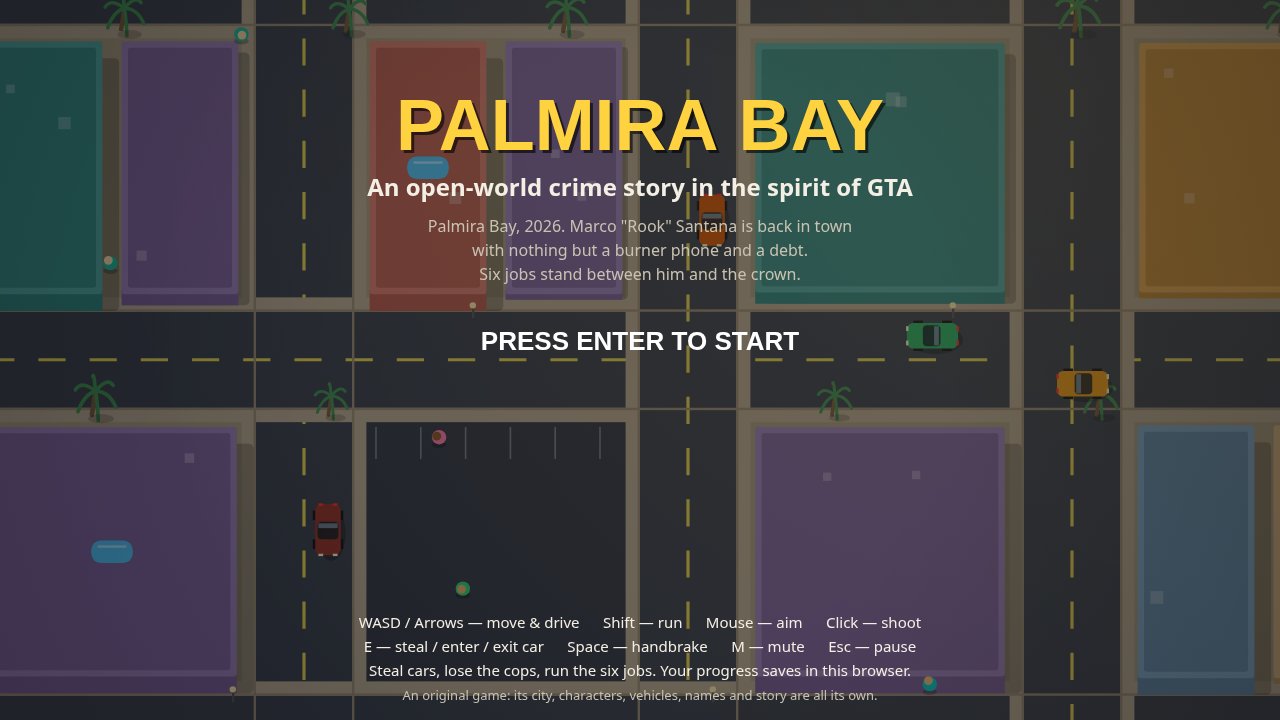 PALMIRA BAY
An open-world crime story in the spirit of GTA
Palmira Bay, 2026. Marco "Rook" Santana is back in town
with nothing but a burner phone and a debt.
Six jobs stand between him and the crown.
PRESS ENTER TO START
WASD / Arrows — move & drive Shift — run Mouse — aim Click — shoot
E — steal / enter / exit car Space — handbrake M — mute Esc — pause
Steal cars, lose the cops, run the six jobs. Your progress saves in this browser.
An original game: its city, characters, vehicles, names and story are all its own.